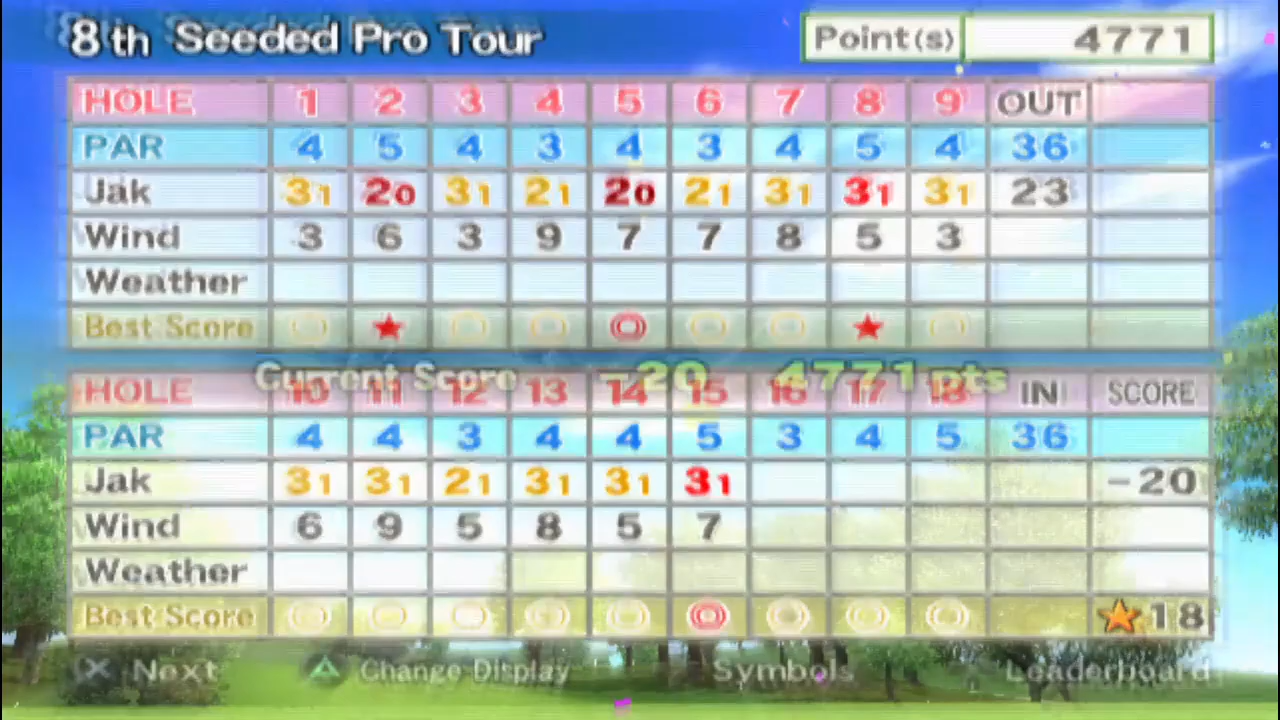 8th Seeded Pro Tour Point(s) 4771
HOLE 1 2 3 4 5 6 7 8 9 OUT
PAR 4 5 4 3 4 3 4 5 4 36
Jak 31 20 31 21 20 21 31 31 31 23
Wind 3 6 3 9 7 7 8 5 3
Weather
Best Score
Current Score -20 4771pts
HOLE 10 11 12 13 14 15 16 17 18 IN SCORE
PAR 4 4 3 4 4 5 3 4 5 36
Jak 31 31 21 31 31 31 -20
Wind 6 9 5 8 5 7
Weather
Best Score 18
Next Change Display Symbols Leaderboard